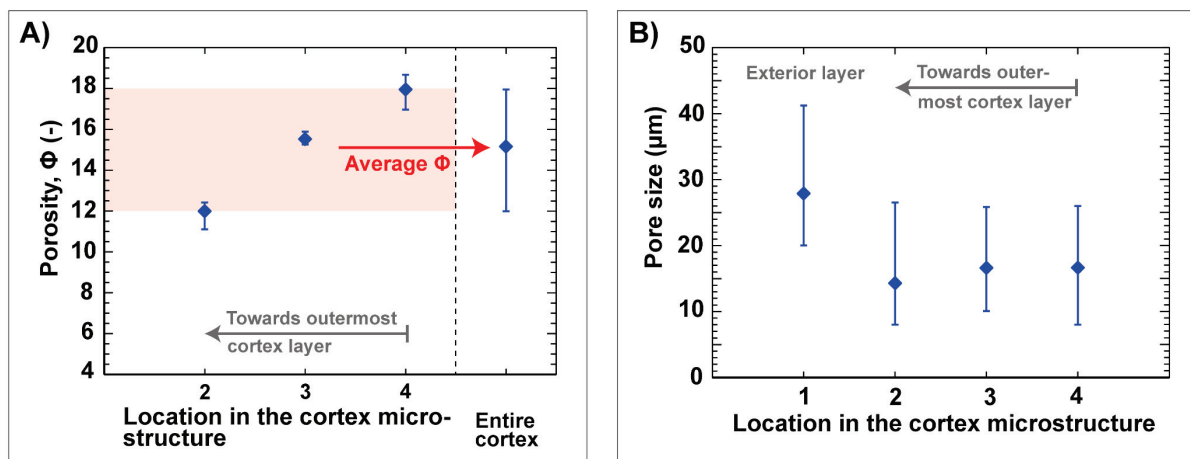 A)
20
18
16
14
12
10
8
6
4
Porosity, Φ (-)
Average Φ
Towards outermost
cortex layer
2
3
4
Location in the cortex micro-
structure
Entire
cortex
B)
50
40
30
20
10
0
Pore size (µm)
Exterior layer
Towards outer-
most cortex layer
1
2
3
4
Location in the cortex microstructure